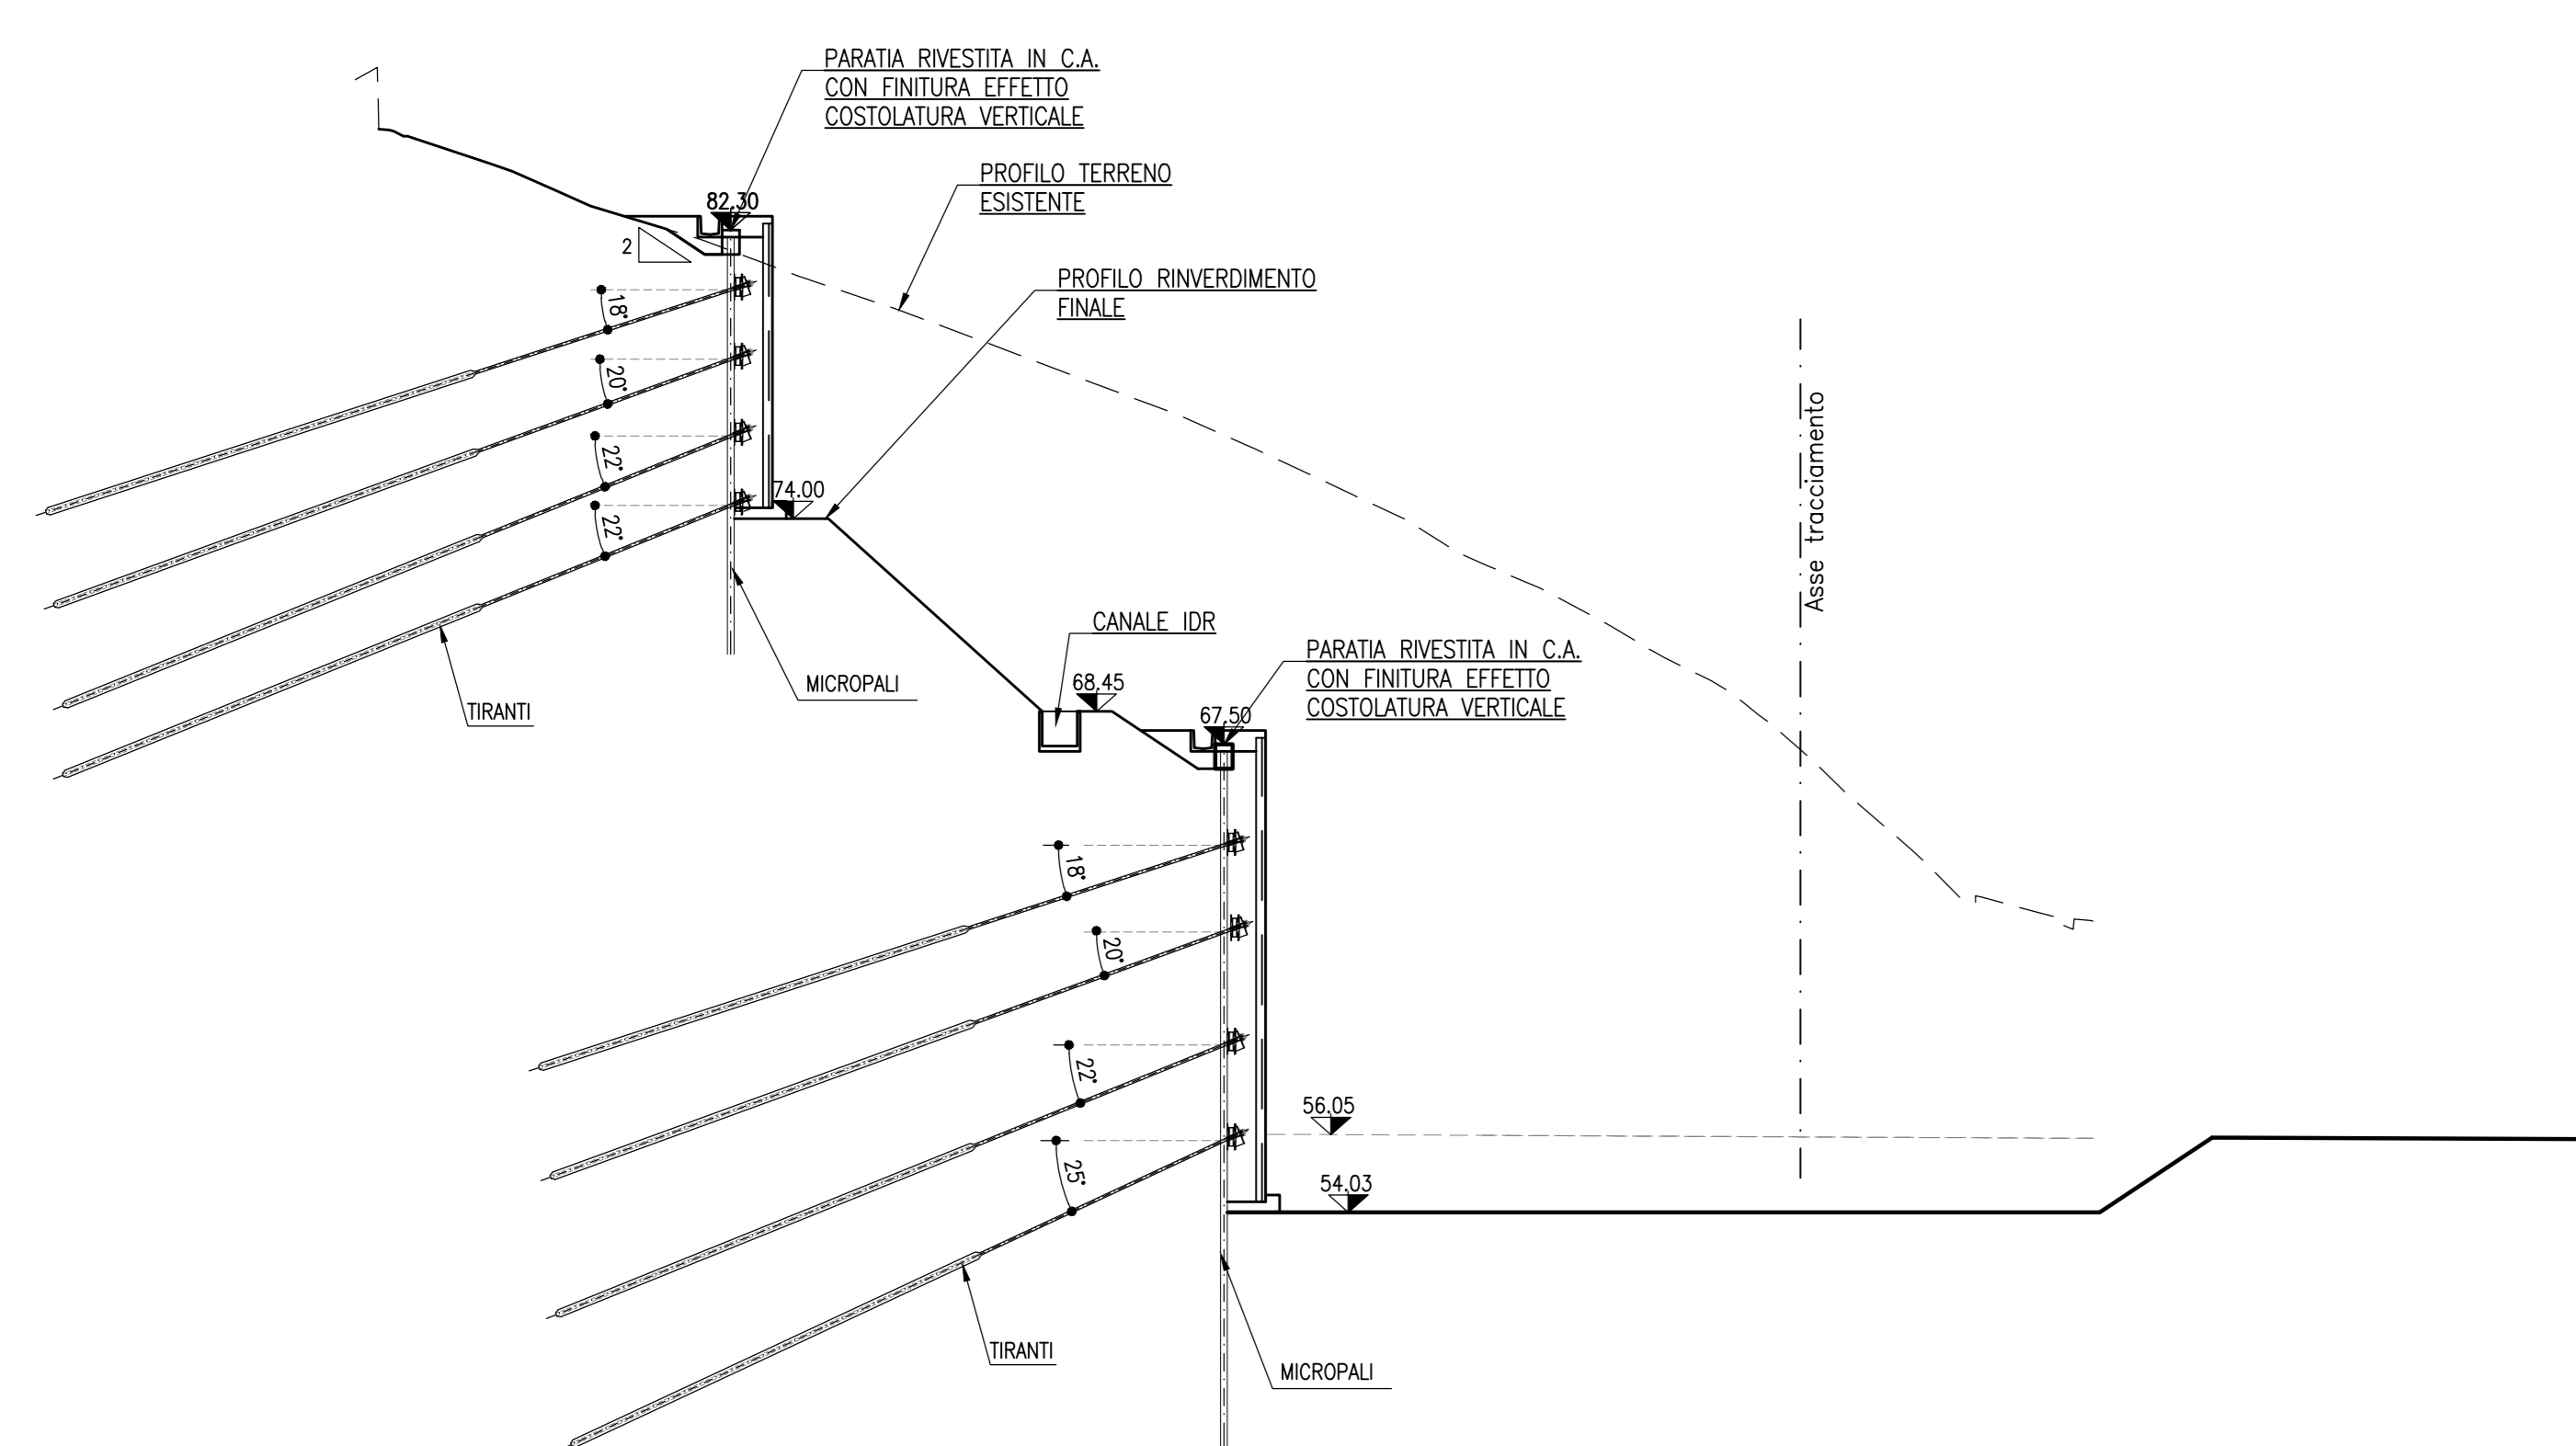 PARATIA RIVESTITA IN C.A.
CON FINITURA EFFETTO
COSTOLATURA VERTICALE
PROFILO TERRENO
ESISTENTE
82.30
2
PROFILO RINVERDIMENTO
FINALE
18°
20°
22°
74.00
22°
Asse tracciamento
CANALE IDR
PARATIA RIVESTITA IN C.A.
CON FINITURA EFFETTO
COSTOLATURA VERTICALE
MICROPALI
68.45
TIRANTI
67.50
18°
20°
22°
56.05
25°
54.03
TIRANTI
MICROPALI